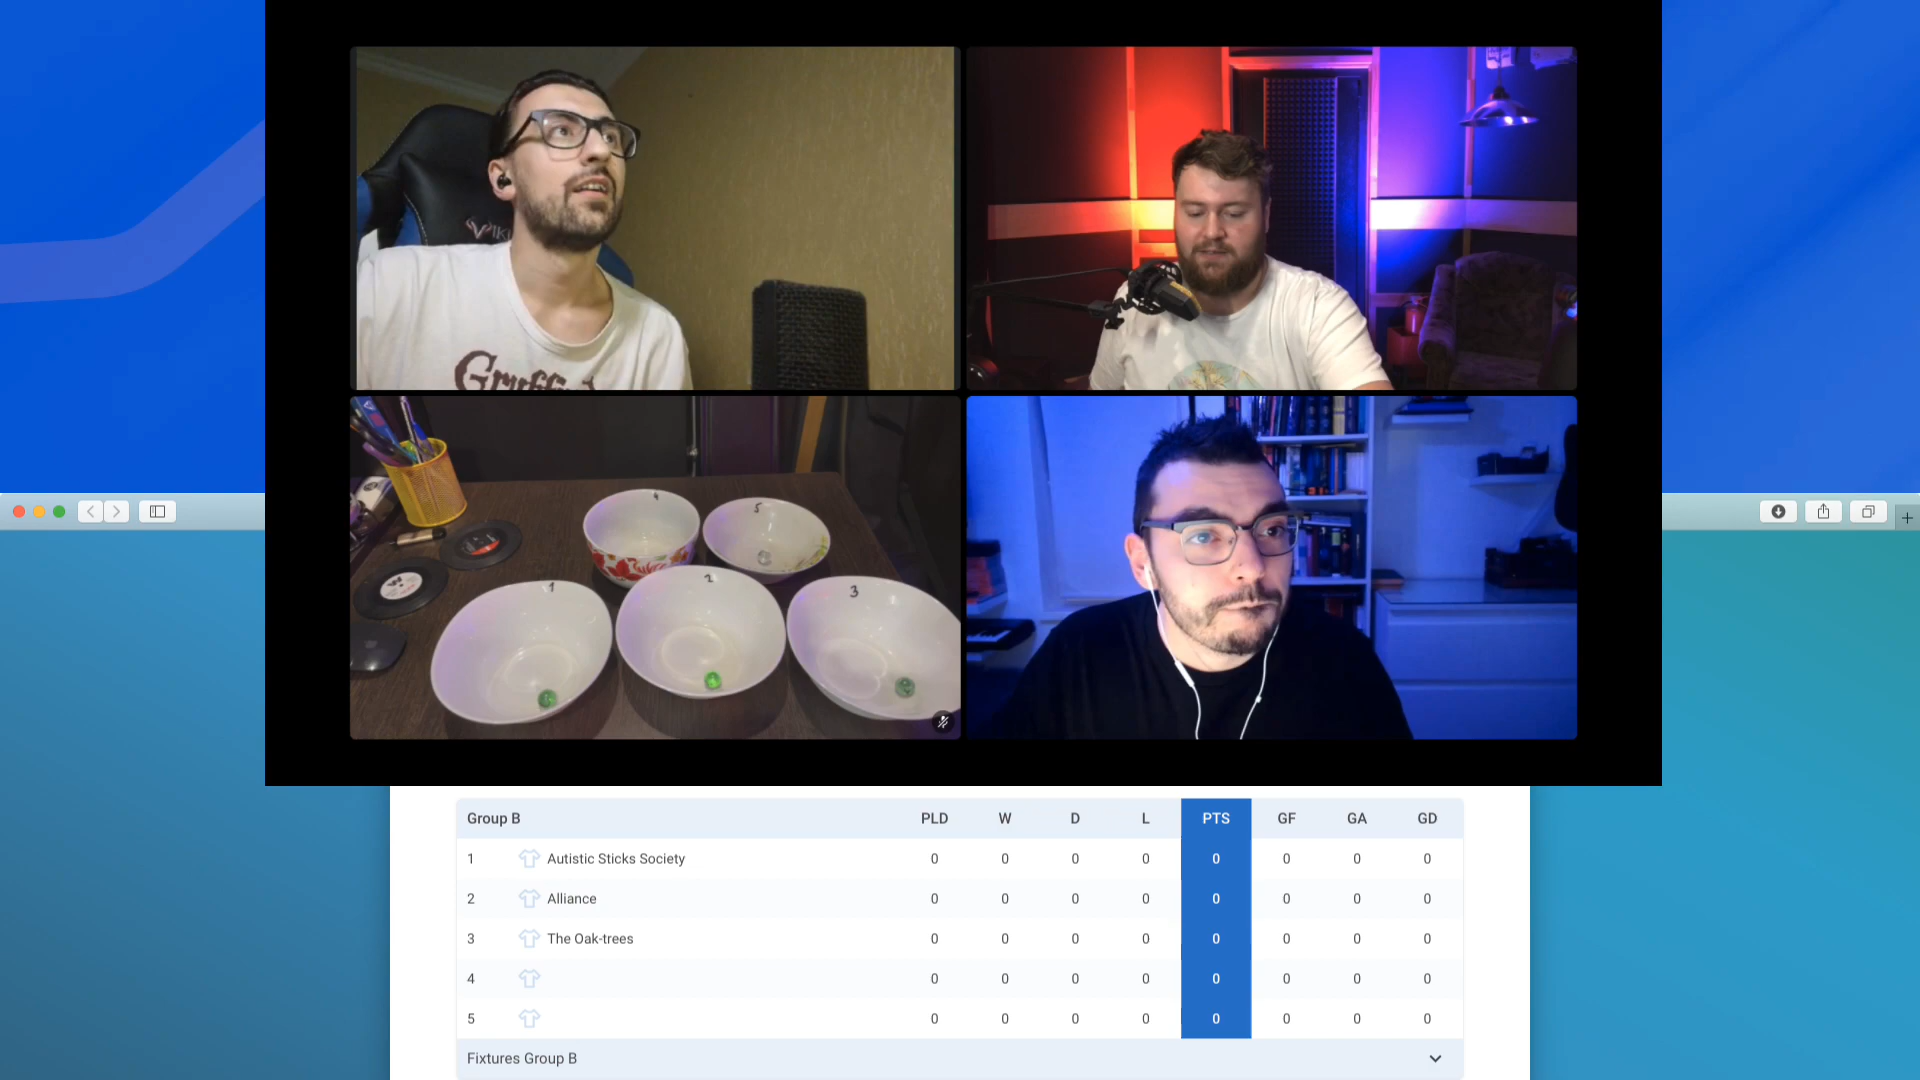 4
5
1
2
3
Group B PLD W D L PTS GF GA GD
1 Autistic Sticks Society 0 0 0 0 0 0 0 0
2 Alliance 0 0 0 0 0 0 0 0
3 The Oak-trees 0 0 0 0 0 0 0 0
4 0 0 0 0 0 0 0 0
5 0 0 0 0 0 0 0 0
Fixtures Group B